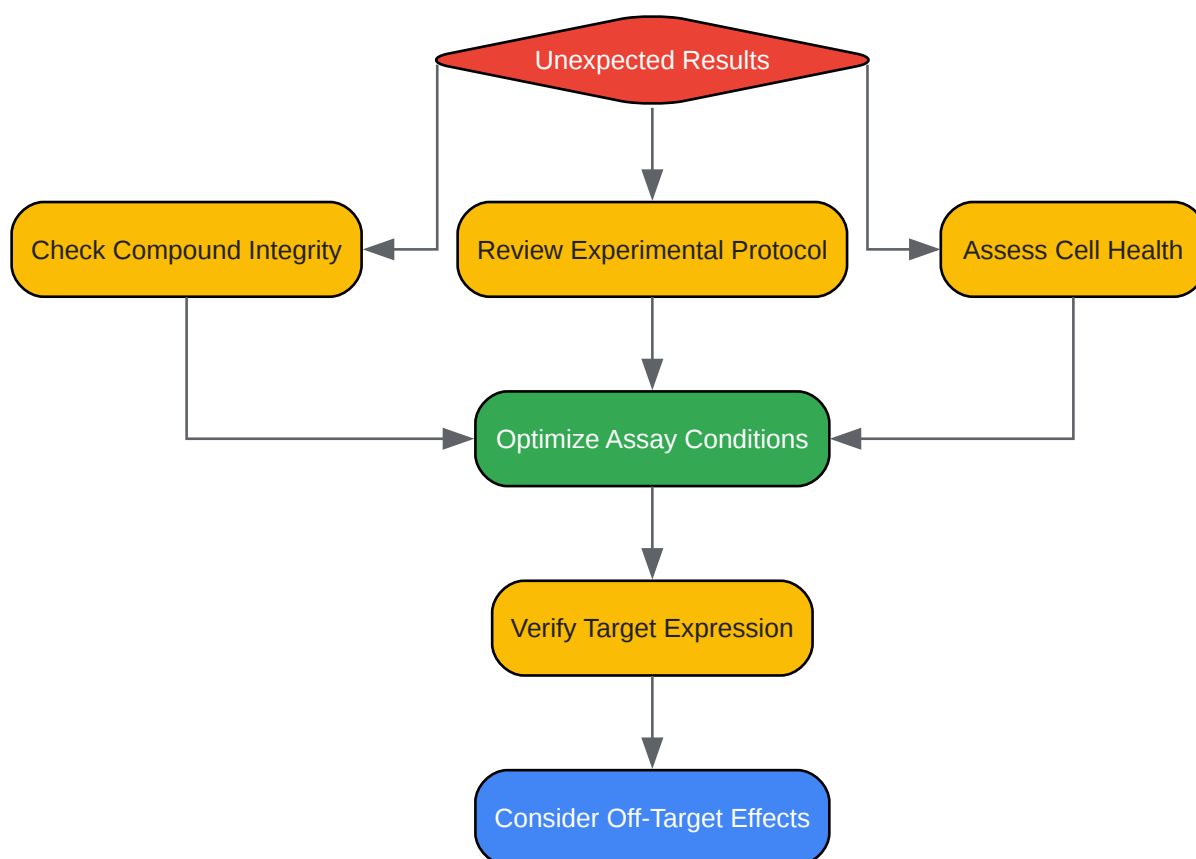 Unexpected Results
Check Compound Integrity
Review Experimental Protocol
Assess Cell Health
Optimize Assay Conditions
Verify Target Expression
Consider Off-Target Effects